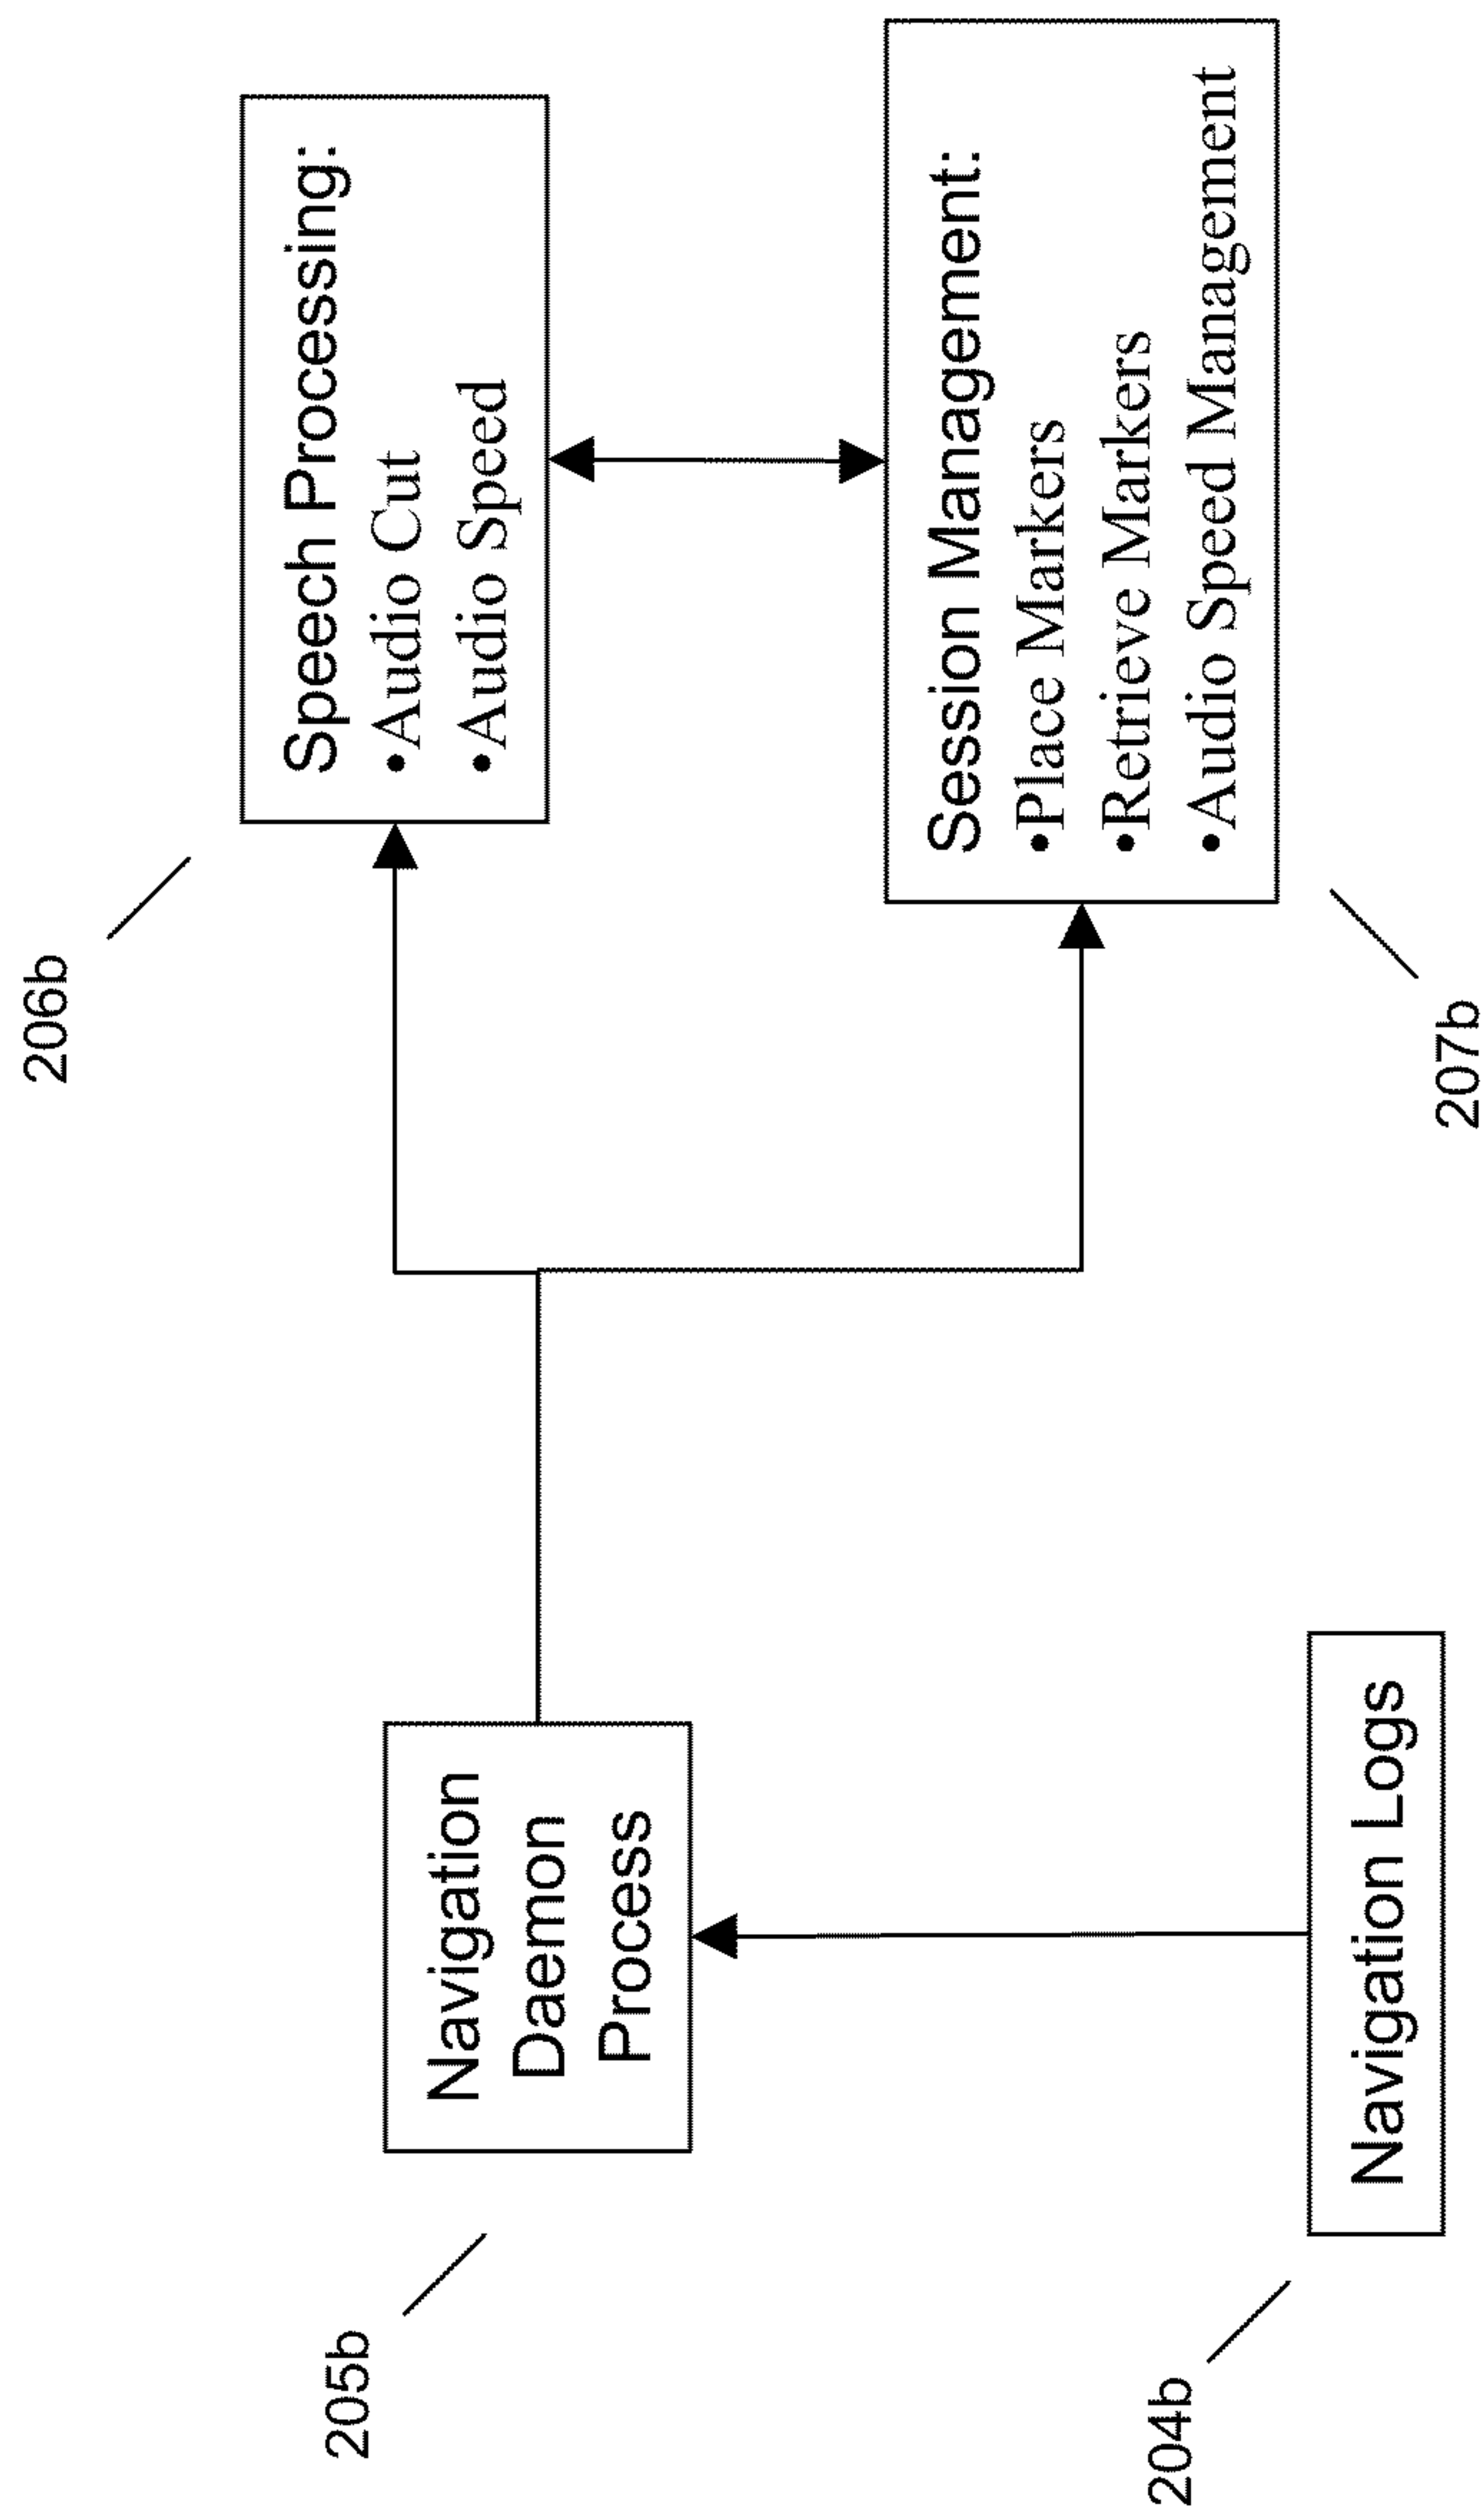 206b
Speech Processing:
•Audio Cut
•Audio Speed
205b
Navigation
Daemon
Process
Session Management:
•Place Markers
•Retrieve Markers
•Audio Speed Management
207b
204b
Navigation Logs